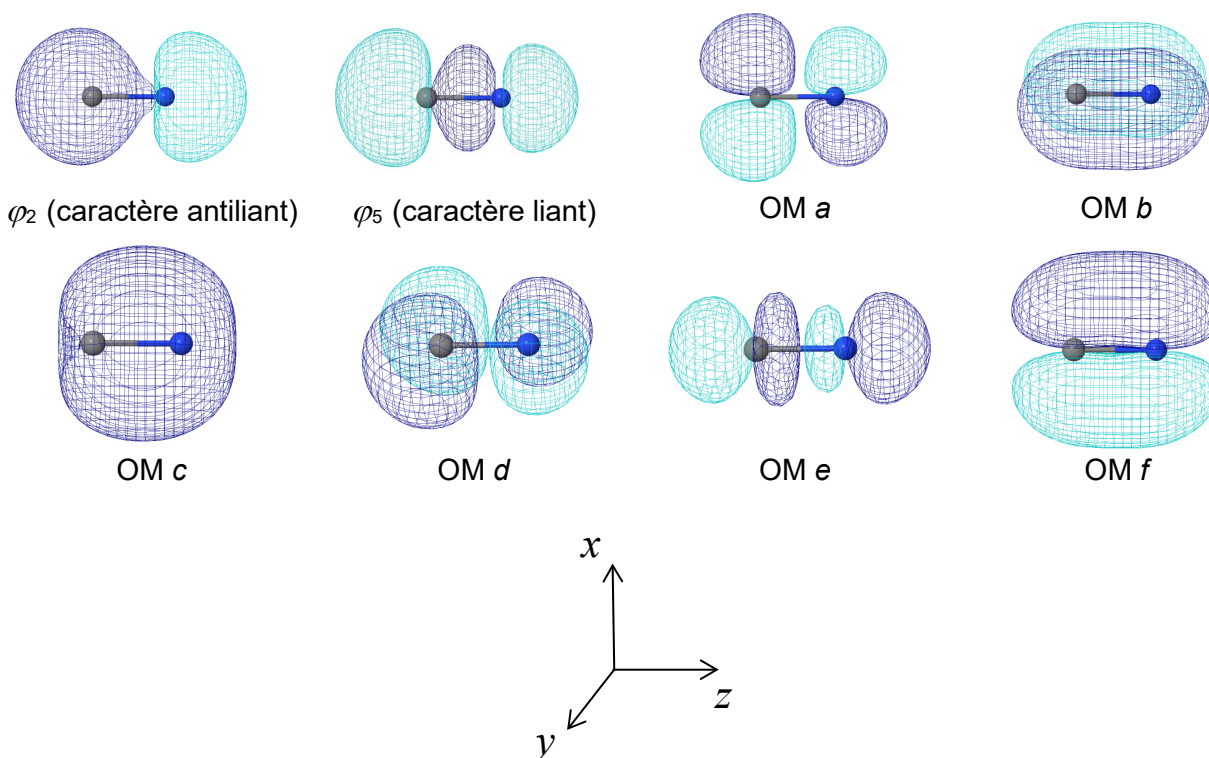 φ2 (caractère antiliant)
φ5 (caractère liant)
OM a
OM b
OM c
OM d
OM e
OM f
x
z
y